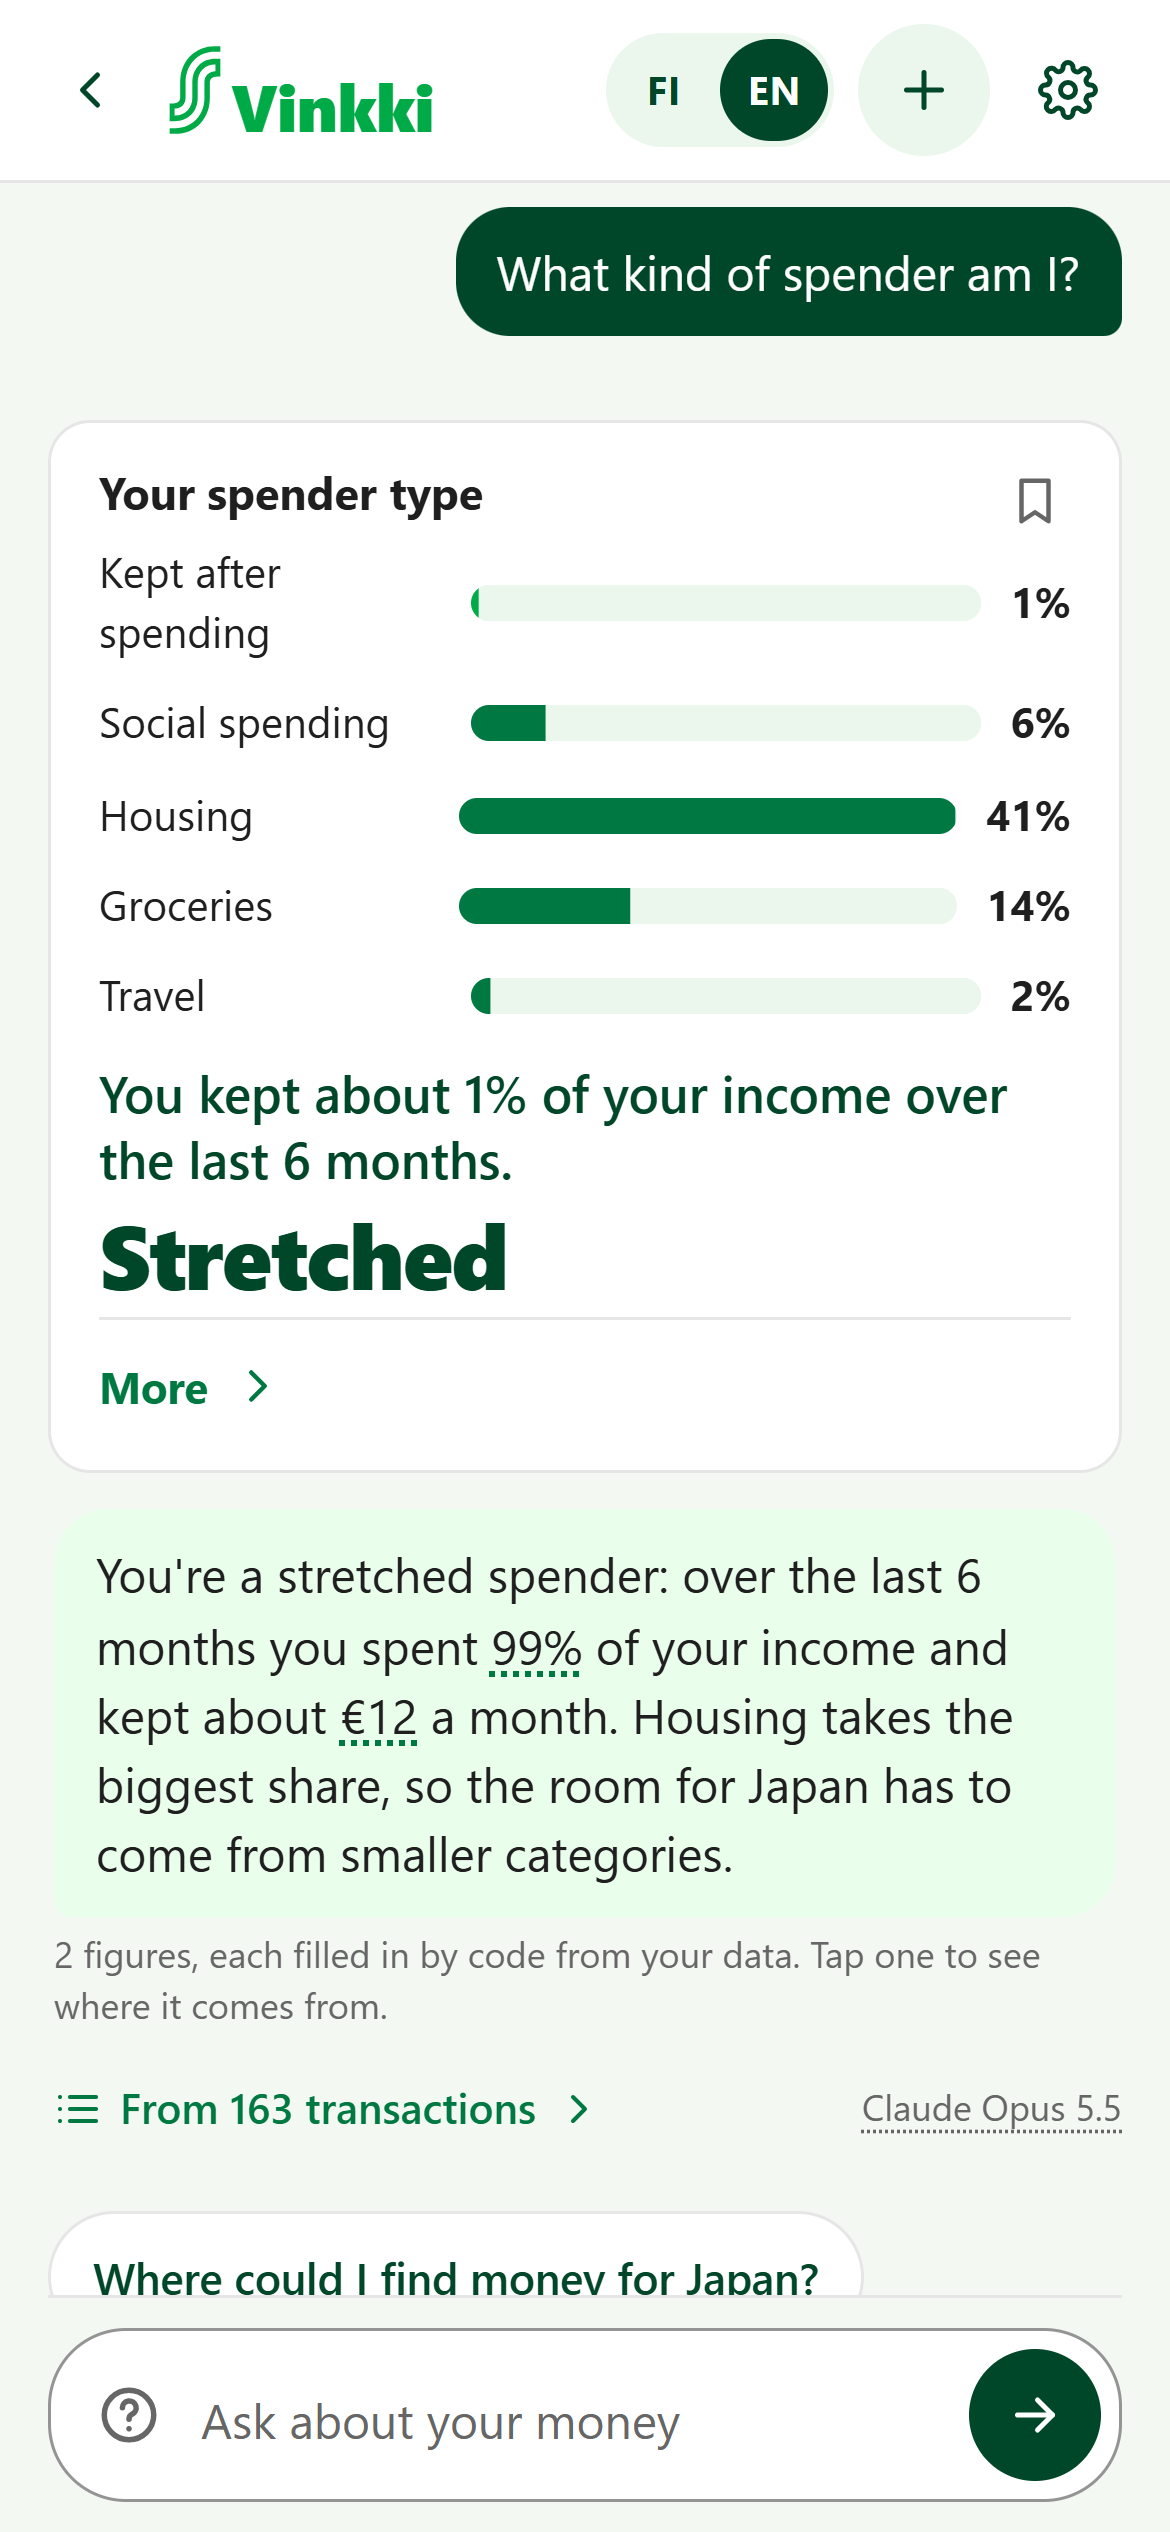 Vinkki
FI
EN
What kind of spender am I?
Your spender type
Kept after
spending
1%
Social spending
6%
Housing
41%
Groceries
14%
Travel
2%
You kept about 1% of your income over
the last 6 months.
Stretched
More
You're a stretched spender: over the last 6
months you spent 99% of your income and
kept about €12 a month. Housing takes the
biggest share, so the room for Japan has to
come from smaller categories.
2 figures, each filled in by code from your data. Tap one to see
where it comes from.
From 163 transactions
Claude Opus 5.5
Where could I find money for Japan?
Ask about your money